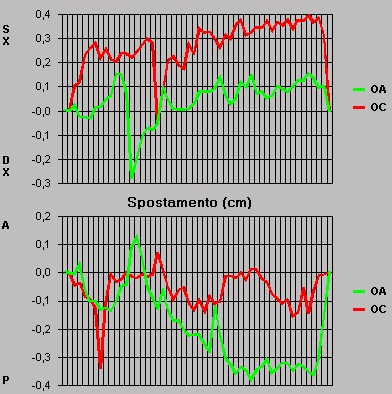 S X
0,4
0,3
0,2
0,1
-0,0
-0,1
-0,2
-0,3
D X
OA
OC
Spostamento (cm)
A
0,2
0,1
-0,0
-0,1
-0,2
-0,3
-0,4
P
OA
OC